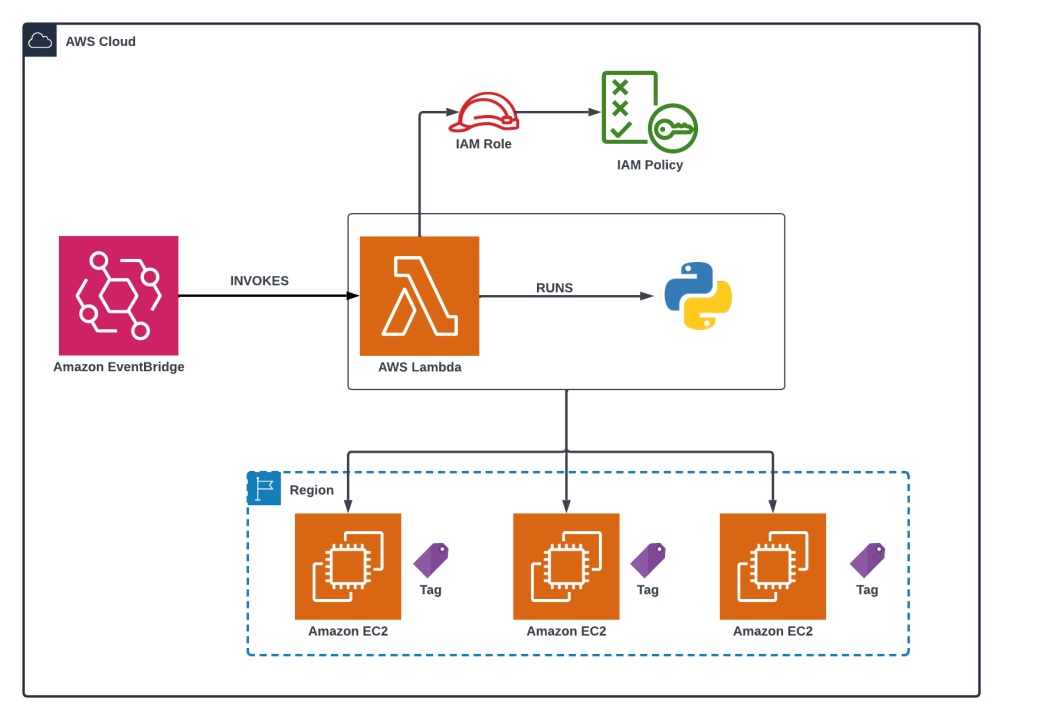 AWS Cloud
IAM Role
IAM Policy
INVOKES
RUNS
Amazon EventBridge
AWS Lambda
Region
Tag
Tag
Tag
Amazon EC2
Amazon EC2
Amazon EC2